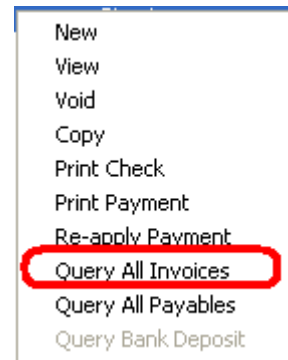 New
View
Void
Copy
Print Check
Print Payment
Re-apply Payment
Query All Invoices
Query All Payables
Query Bank Deposit